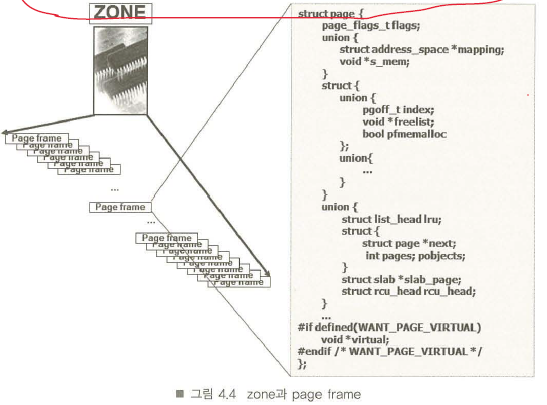 ZONE
Page frame
Page frame
Page frame
Page frame
Page frame
...
Page frame
...
Page frame
Page frame
Page frame
Page frame
Page frame
Page frame
Page frame
Page frame
struct page {
page_flags_t flags;
union {
struct address_space *mapping;
void *s_mem;
}
struct {
union {
pgoff_t index;
void *freelist;
bool pfmemalloc
};
union{
...
}
}
union {
struct list_head lru;
struct {
struct page *next;
int pages; pobjects;
}
struct slab *slab_page;
struct rcu_head rcu_head;
}
...
#if defined(WANT_PAGE_VIRTUAL)
void *virtual;
#endif /* WANT_PAGE_VIRTUAL */
};
■ 그림 4.4 zone과 page frame